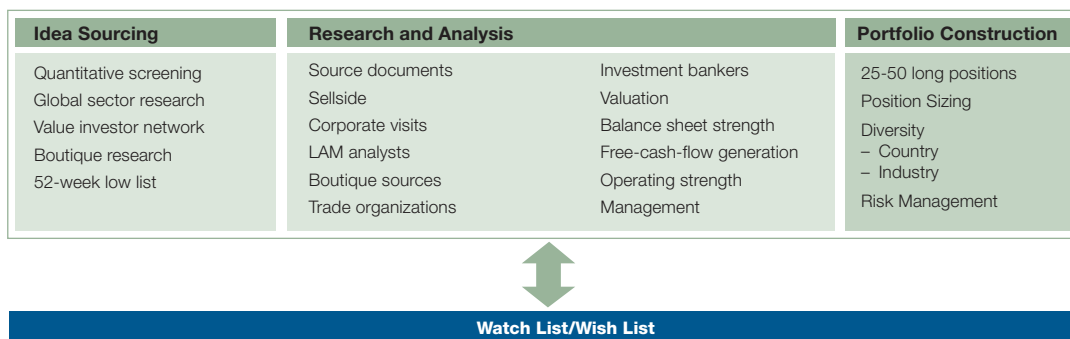 Idea Sourcing
Quantitative screening
Global sector research
Value investor network
Boutique research
52-week low list
Research and Analysis
Source documents
Sellside
Corporate visits
LAM analysts
Boutique sources
Trade organizations
Investment bankers
Valuation
Balance sheet strength
Free-cash-flow generation
Operating strength
Management
Portfolio Construction
25-50 long positions
Position Sizing
Diversity
– Country
– Industry
Risk Management
Watch List/Wish List